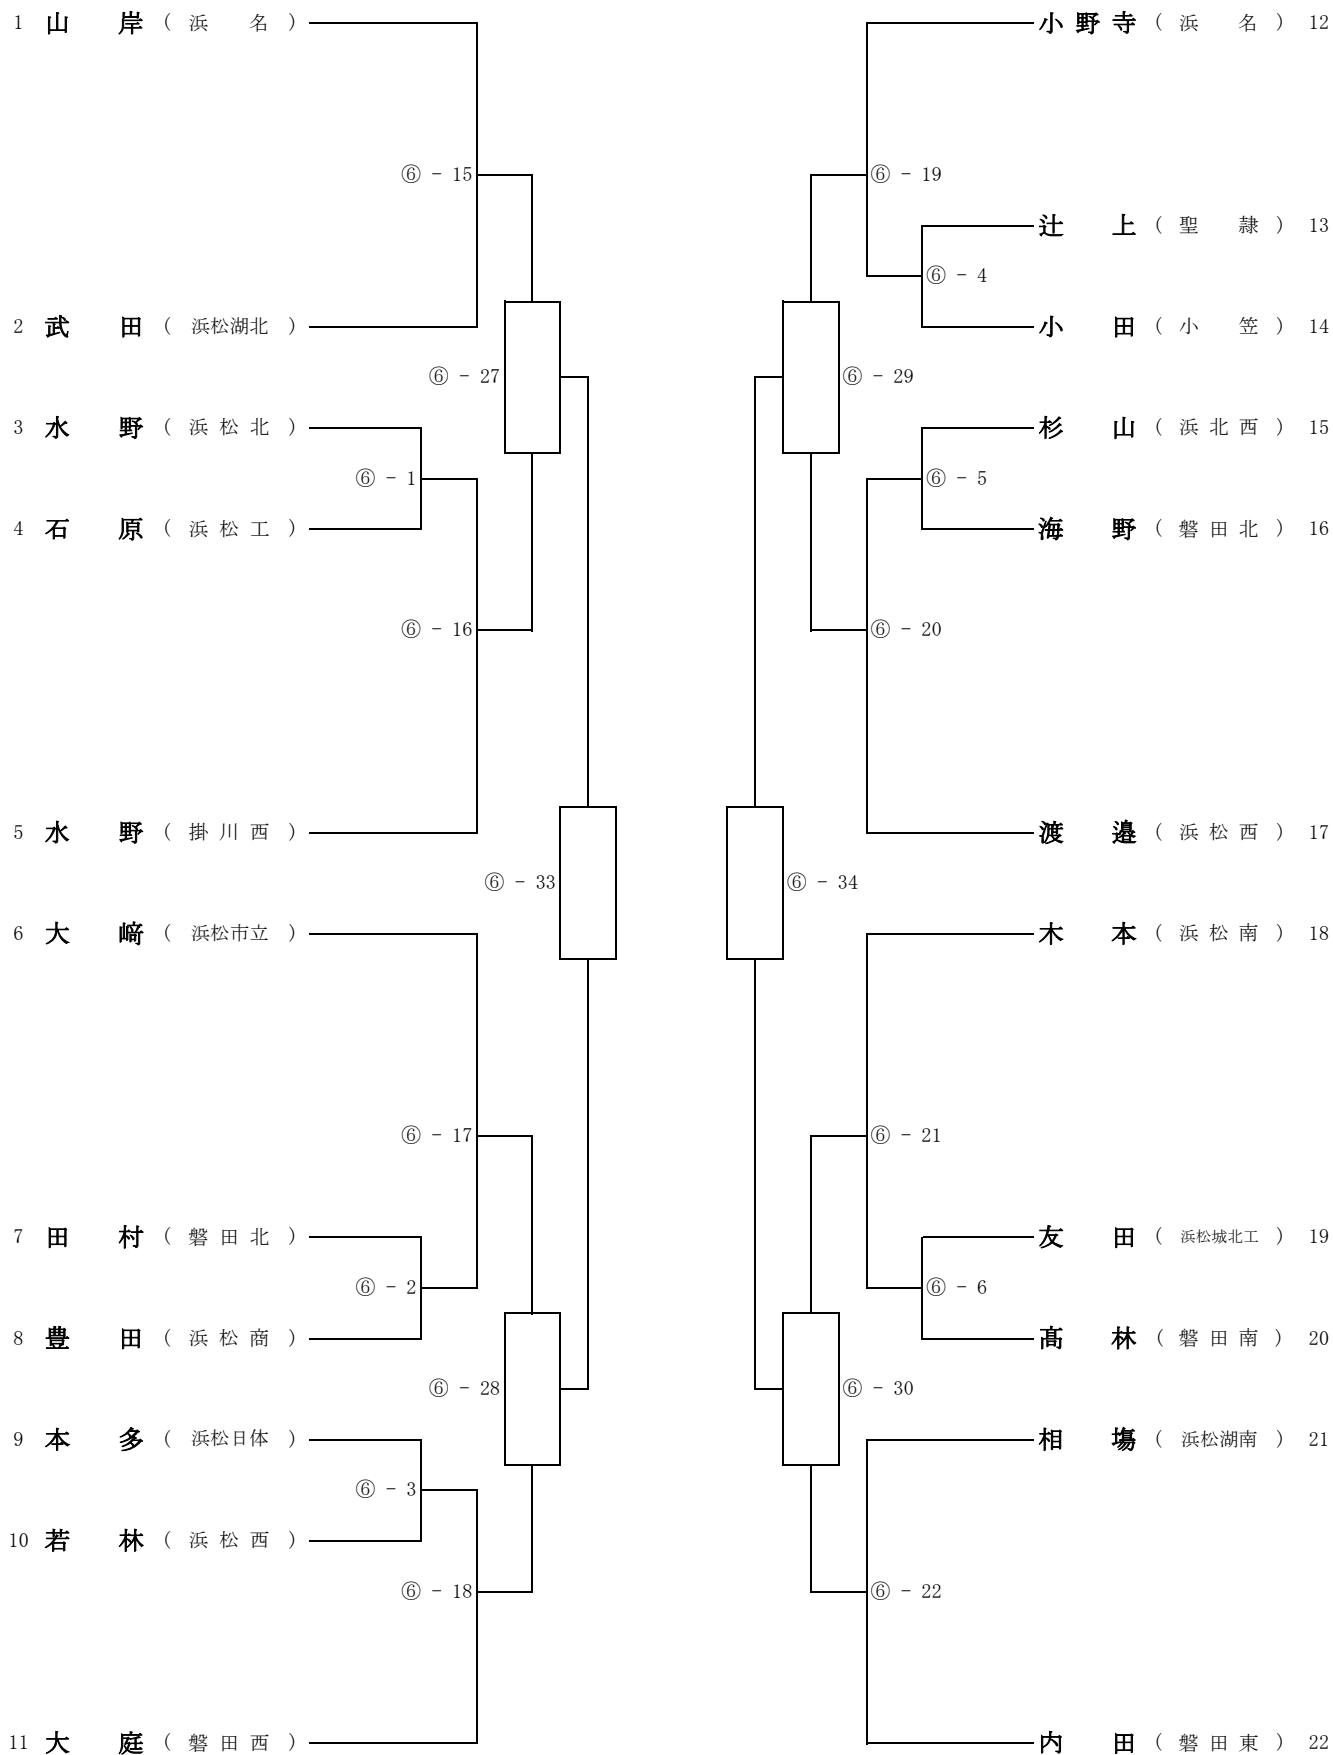 1 山 岸 ( 浜 名 ) 小 野 寺 ( 浜 名 ) 12
⑥ - 15 ⑥ - 19
辻 上 ( 聖 隷 ) 13
⑥ - 4
2 武 田 ( 浜松湖北 ) 小 田 ( 小 笠 ) 14
⑥ - 27 ⑥ - 29
3 水 野 ( 浜 松 北 ) 杉 山 ( 浜 北 西 ) 15
⑥ - 1 ⑥ - 5
4 石 原 ( 浜 松 工 ) 海 野 ( 磐 田 北 ) 16
⑥ - 16 ⑥ - 20
5 水 野 ( 掛 川 西 ) 渡 邉 ( 浜 松 西 ) 17
⑥ - 33 ⑥ - 34
6 大 﨑 ( 浜松市立 ) 木 本 ( 浜 松 南 ) 18
⑥ - 17 ⑥ - 21
7 田 村 ( 磐 田 北 ) 友 田 ( 浜松城北工 ) 19
⑥ - 2 ⑥ - 6
8 豊 田 ( 浜 松 商 ) 髙 林 ( 磐 田 南 ) 20
⑥ - 28 ⑥ - 30
9 本 多 ( 浜松日体 ) 相 塲 ( 浜松湖南 ) 21
⑥ - 3
10 若 林 ( 浜 松 西 )
⑥ - 18 ⑥ - 22
11 大 庭 ( 磐 田 西 ) 内 田 ( 磐 田 東 ) 22